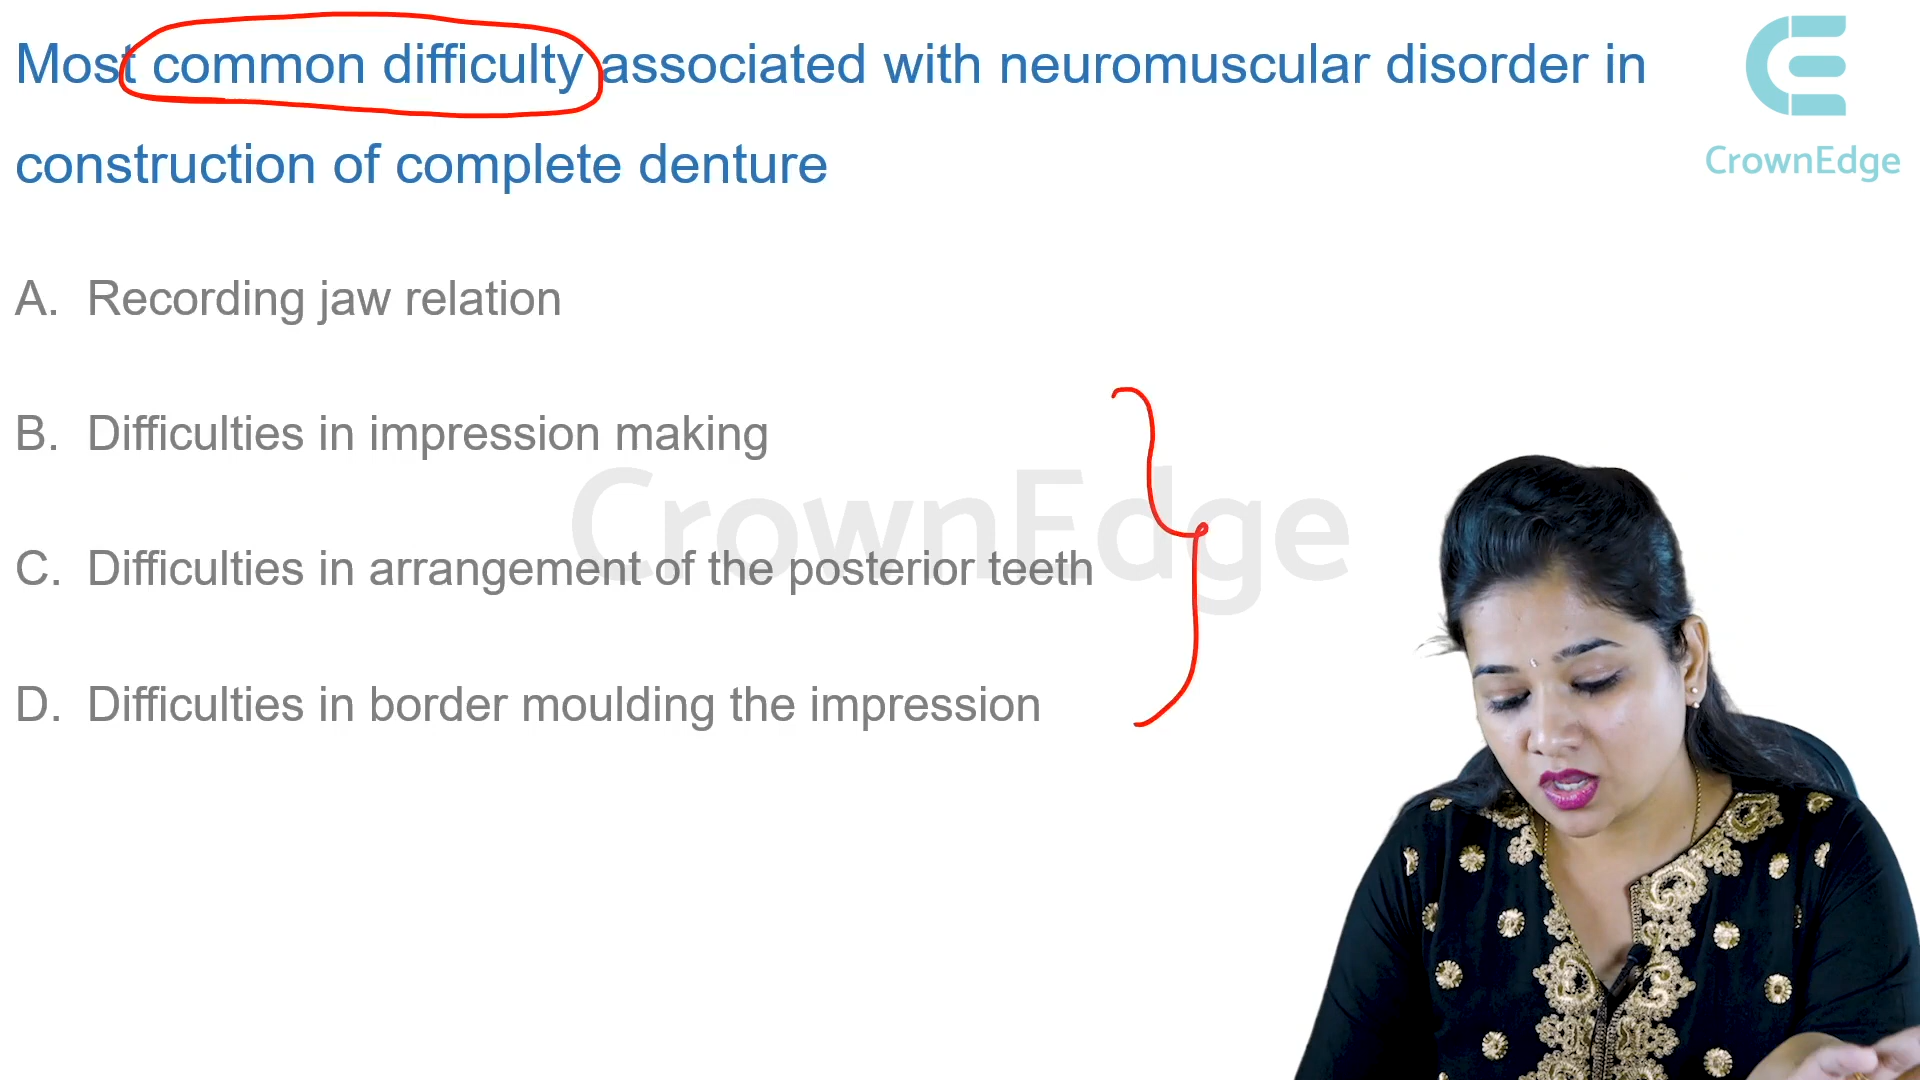 Most common difficulty associated with neuromuscular disorder in
construction of complete denture
CrownEdge
A. Recording jaw relation
B. Difficulties in impression making
C. Difficulties in arrangement of the posterior teeth
D. Difficulties in border moulding the impression
CrownEdge